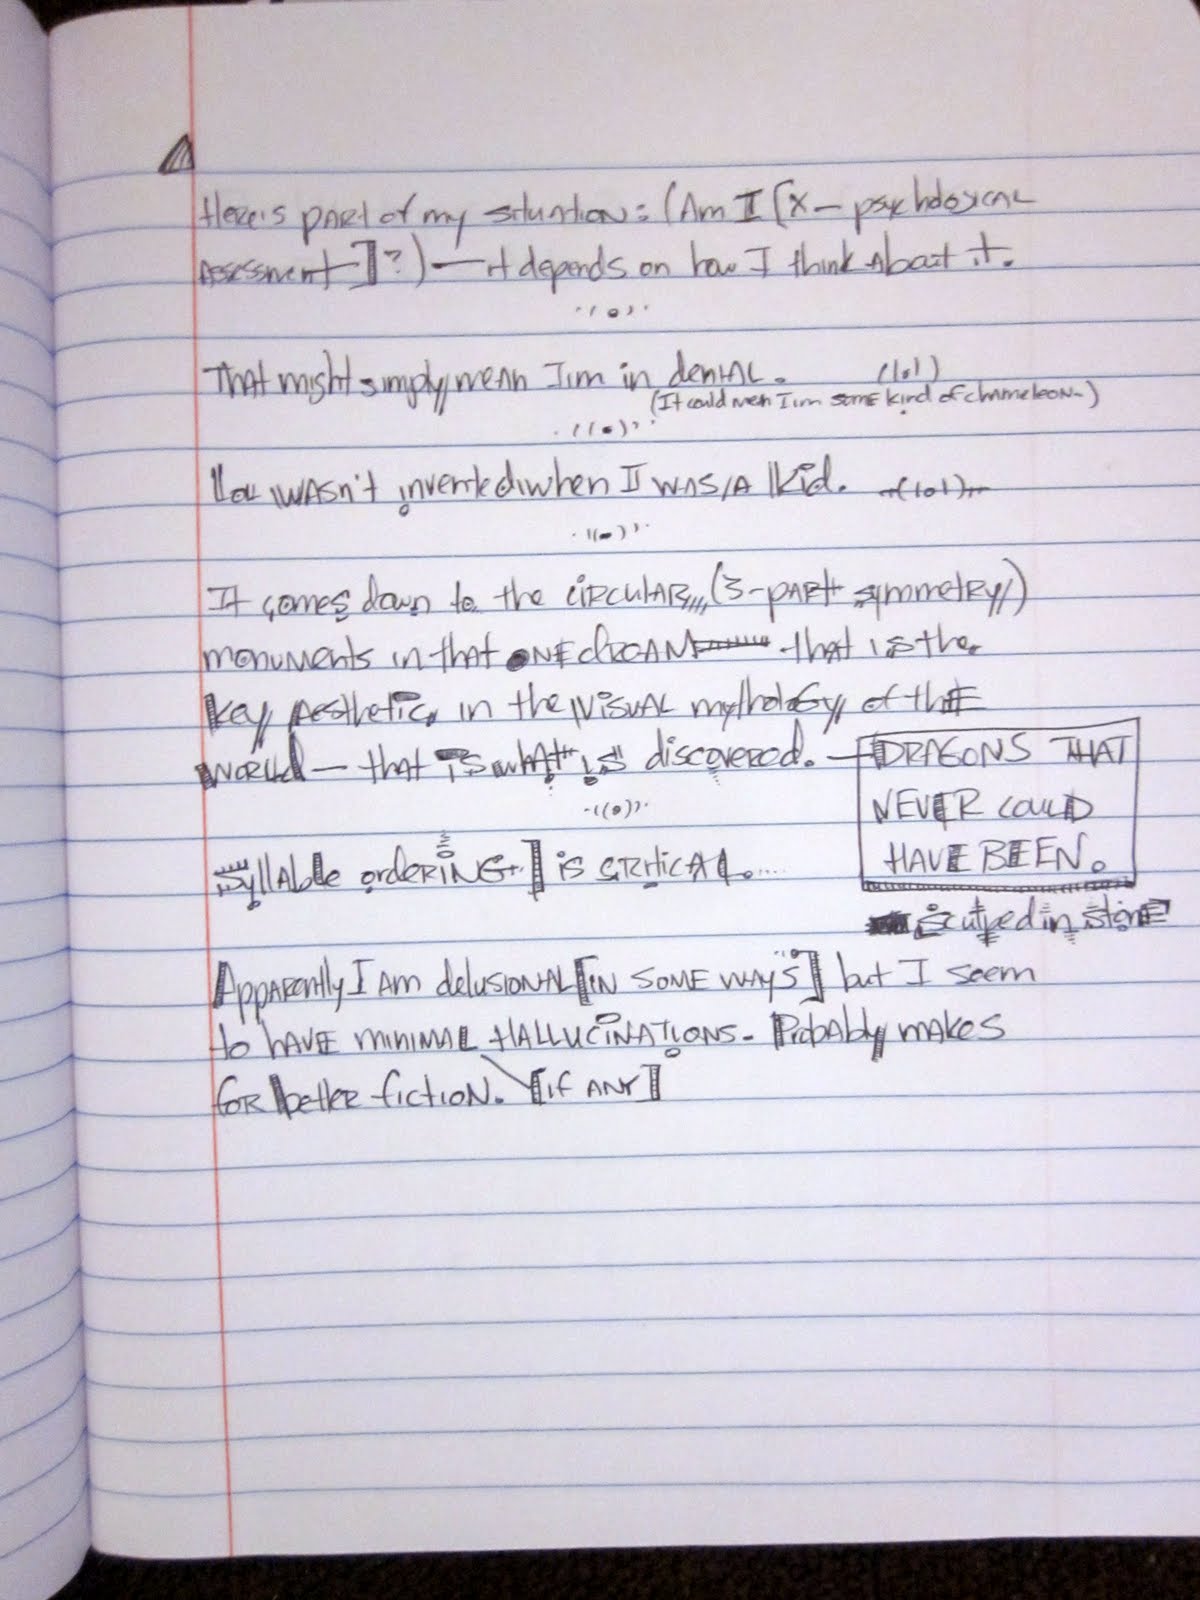 Here is part of my situation: (Am I [x — psychological
assessment]?) — it depends on how I think about it.
That might simply mean I'm in denial. (lol)
(It could mean I'm some kind of chameleon.)
You wasn't invented when I was a kid. (lol)
It comes down to the circular, (3-part symmetry)
monuments in that one dream that is the
key aesthetic, in the visual mythology of the
world — that is what is discovered. — DRAGONS THAT
NEVER COULD
HAVE BEEN.
Syllable ordering] is critical....
sculped in stone
Apparently I am delusional [in some ways] but I seem
to have minimal hallucinations. Probably makes
for better fiction. [if any]